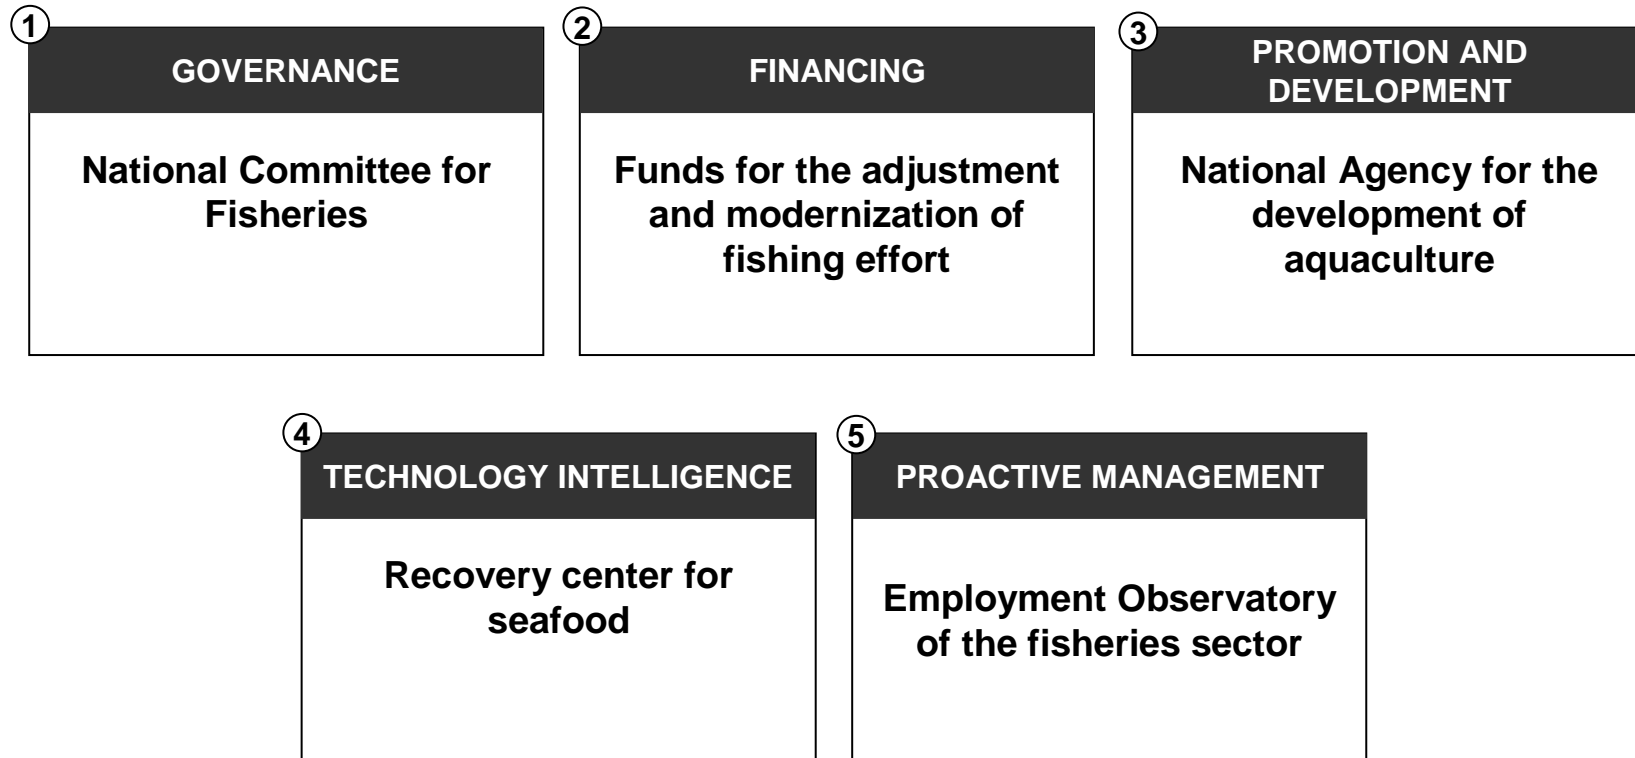 1
GOVERNANCE
National Committee for
Fisheries
2
FINANCING
Funds for the adjustment
and modernization of
fishing effort
3
PROMOTION AND
DEVELOPMENT
National Agency for the
development of
aquaculture
4
TECHNOLOGY INTELLIGENCE
Recovery center for
seafood
5
PROACTIVE MANAGEMENT
Employment Observatory
of the fisheries sector